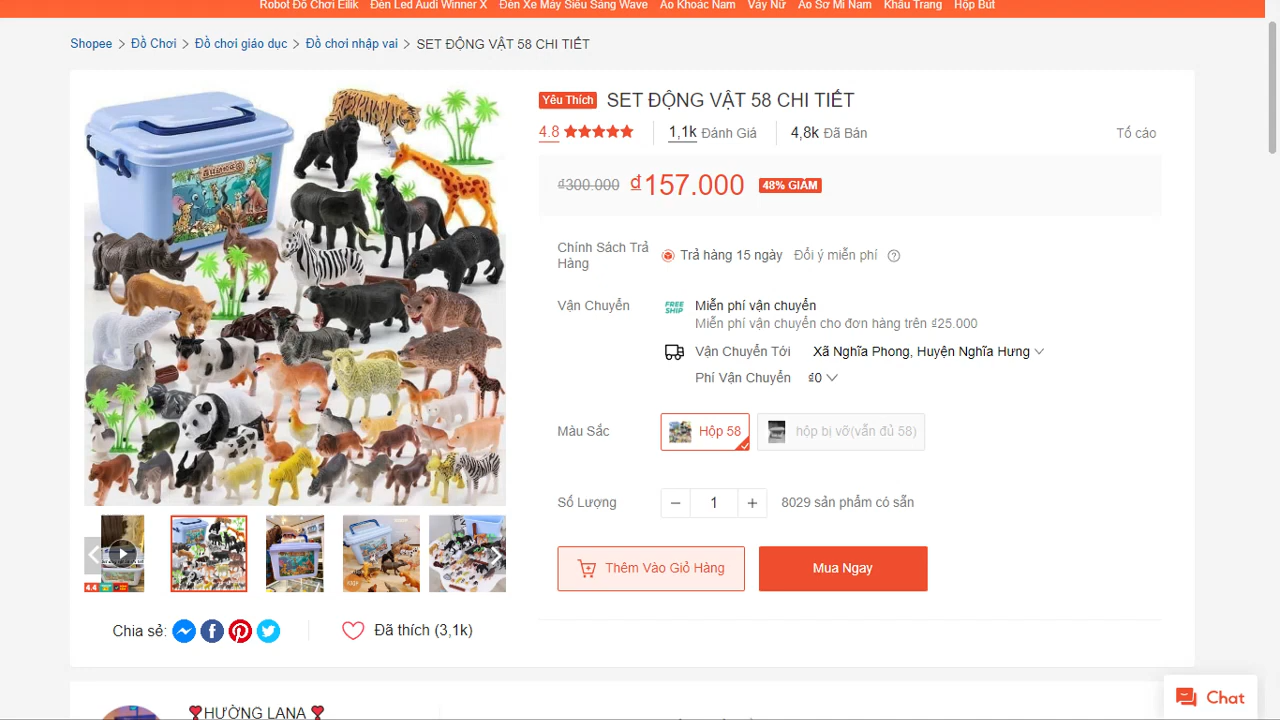 Robot Đồ Chơi Eilik Đèn Led Audi Winner X Đèn Xe Máy Siêu Sáng Wave Áo Khoác Nam Váy Nữ Áo Sơ Mi Nam Khẩu Trang Hộp Bút
Shopee > Đồ Chơi > Đồ chơi giáo dục > Đồ chơi nhập vai > SET ĐỘNG VẬT 58 CHI TIẾT
Yêu Thích SET ĐỘNG VẬT 58 CHI TIẾT
4.8 1,1k Đánh Giá 4,8k Đã Bán Tố cáo
₫300.000 ₫157.000 48% GIẢM
Chính Sách Trả Hàng
Trả hàng 15 ngày Đổi ý miễn phí
Vận Chuyển
FREE SHIP
Miễn phí vận chuyển
Miễn phí vận chuyển cho đơn hàng trên ₫25.000
Vận Chuyển Tới Xã Nghĩa Phong, Huyện Nghĩa Hưng
Phí Vận Chuyển ₫0
Màu Sắc Hộp 58 hộp bị vỡ(vẫn đủ 58)
Số Lượng 1 8029 sản phẩm có sẵn
Thêm Vào Giỏ Hàng Mua Ngay
Chia sẻ: Đã thích (3,1k)
HƯỜNG LANA
Chat